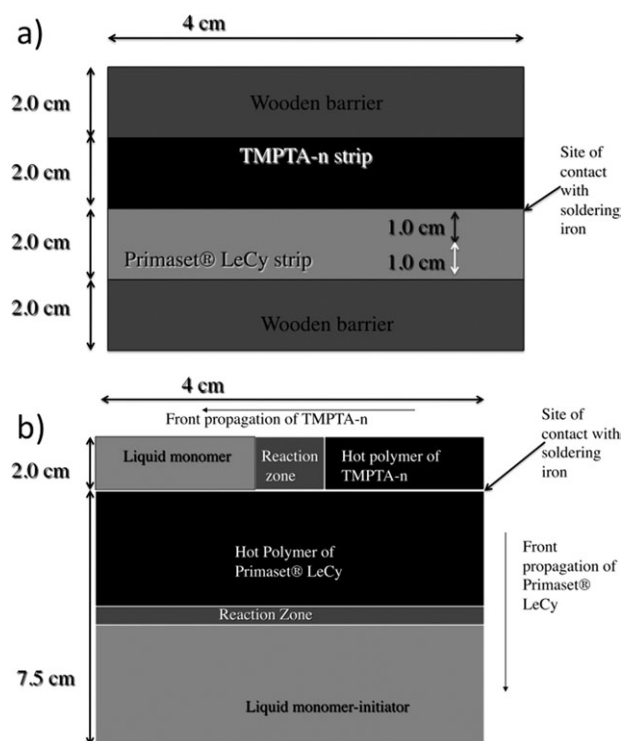 a)
4 cm
2.0 cm
Wooden barrier
2.0 cm
TMPTA-n strip
Site of
contact
with
soldering
iron
2.0 cm
1.0 cm
Primaset® LeCy strip
1.0 cm
2.0 cm
Wooden barrier
b)
4 cm
Front propagation of TMPTA-n
Site of
contact with
soldering
iron
2.0 cm
Liquid monomer
Reaction
zone
Hot polymer of
TMPTA-n
Hot Polymer of
Primaset® LeCy
Front
propagation of
Primaset®
LeCy
Reaction Zone
7.5 cm
Liquid monomer-initiator